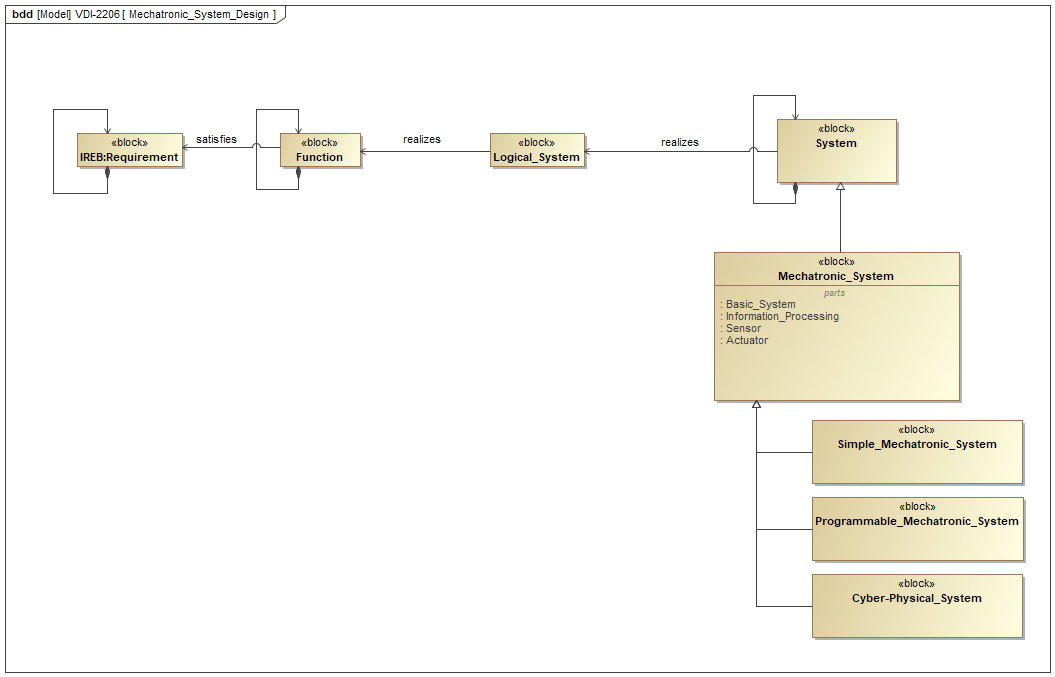 bdd [Model] VDI-2206 [ Mechatronic_System_Design ]
«block»
IREB:Requirement
satisfies
«block»
Function
realizes
«block»
Logical_System
realizes
«block»
System
«block»
Mechatronic_System
parts
: Basic_System
: Information_Processing
: Sensor
: Actuator
«block»
Simple_Mechatronic_System
«block»
Programmable_Mechatronic_System
«block»
Cyber-Physical_System